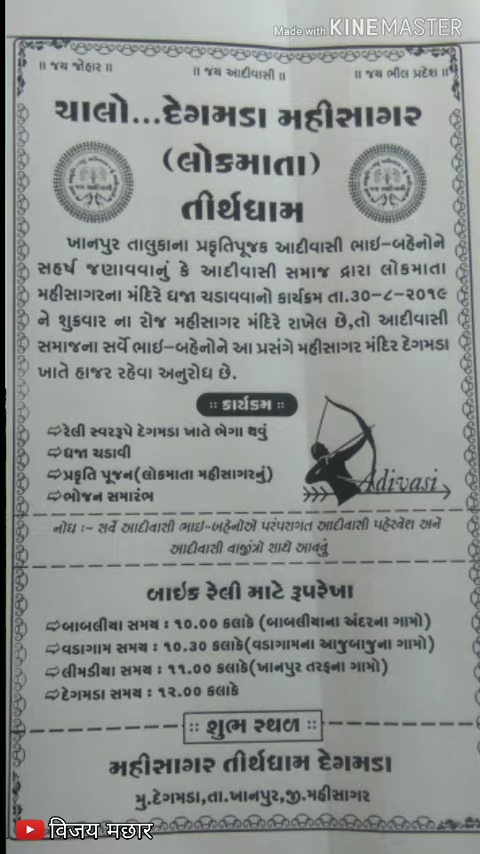 Made with KINEMASTER
॥ જય જોહાર ॥
॥ જય આદીવાસી ॥
॥ જય ભીલ પ્રદેશ ॥
ચાલો...દેગમડા મહીસાગર
(લોકમાતા)
તીર્થધામ
ખાનપુર તાલુકાના પ્રકૃતિપૂજક આદીવાસી ભાઈ-બહેનોને
સહર્ષ જણાવવાનું કે આદીવાસી સમાજ દ્વારા લોકમાતા
મહીસાગરના મંદિરે ધજા ચડાવવાનો કાર્યક્રમ તા.૩૦-૮-૨૦૧૯
ને શુક્રવાર ના રોજ મહીસાગર મંદિરે રાખેલ છે,તો આદીવાસી
સમાજના સર્વે ભાઈ-બહેનોને આ પ્રસંગે મહીસાગર મંદિર દેગમડા
ખાતે હાજર રહેવા અનુરોધ છે.
:: કાર્યક્રમ ::
⇨રેલી સ્વરૂપે દેગમડા ખાતે ભેગા થવું
⇨ધજા ચડાવી
⇨પ્રકૃતિ પૂજન(લોકમાતા મહીસાગરનું)
⇨ભોજન સમારંભ
Adivasi
નોંધ :- સર્વે આદીવાસી ભાઈ-બહેનોએ પરંપરાગત આદીવાસી પહેરવેશ અને
આદીવાસી વાજીંત્રો સાથે આવવું
બાઇક રેલી માટે રૂપરેખા
⇨બાબલીયા સમય : ૧૦.૦૦ કલાકે (બાબલીયાના અંદરના ગામો)
⇨વડાગામ સમય : ૧૦.૩૦ કલાકે(વડાગામના આજુબાજુના ગામો)
⇨લીમડીયા સમય : ૧૧.૦૦ કલાકે(ખાનપુર તરફના ગામો)
⇨દેગમડા સમય : ૧૨.૦૦ કલાકે
:: શુભ સ્થળ ::
મહીસાગર તીર્થધામ દેગમડા
મુ.દેગમડા,તા.ખાનપુર,જી.મહીસાગર
विजय मछार